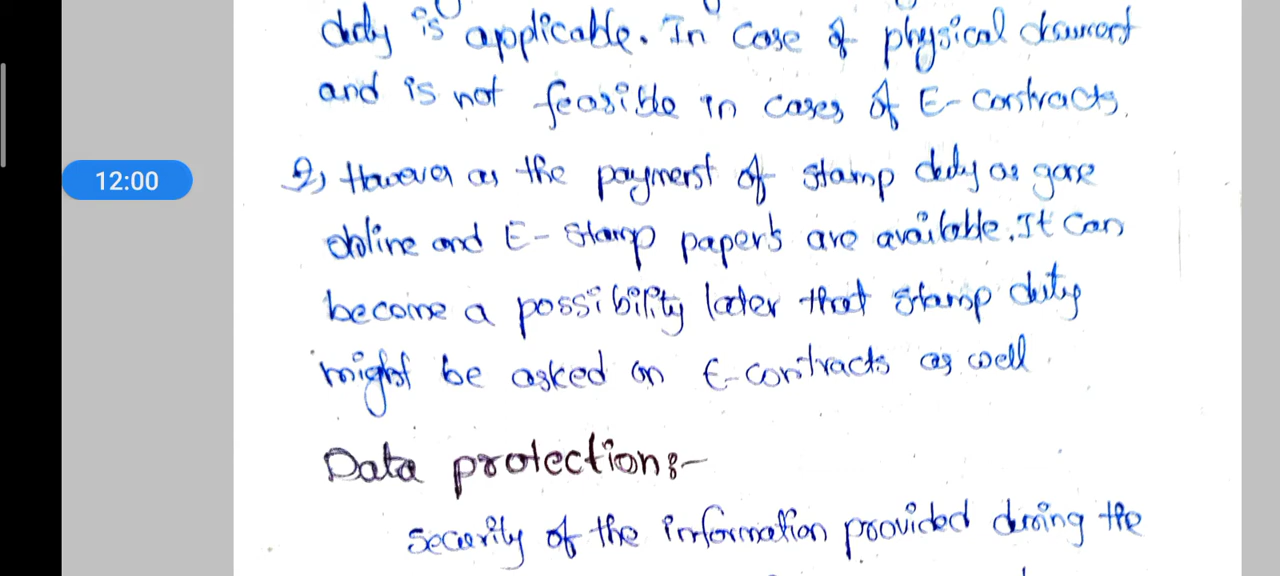 duty is applicable. In case of physical document
and is not feasible in cases of E-contracts.
12:00
2) However as the payment of stamp duty as gone
online and E-stamp papers are available. It can
become a possibility later that stamp duty
might be asked on E-contracts as well
Data protection:-
security of the information provided during the